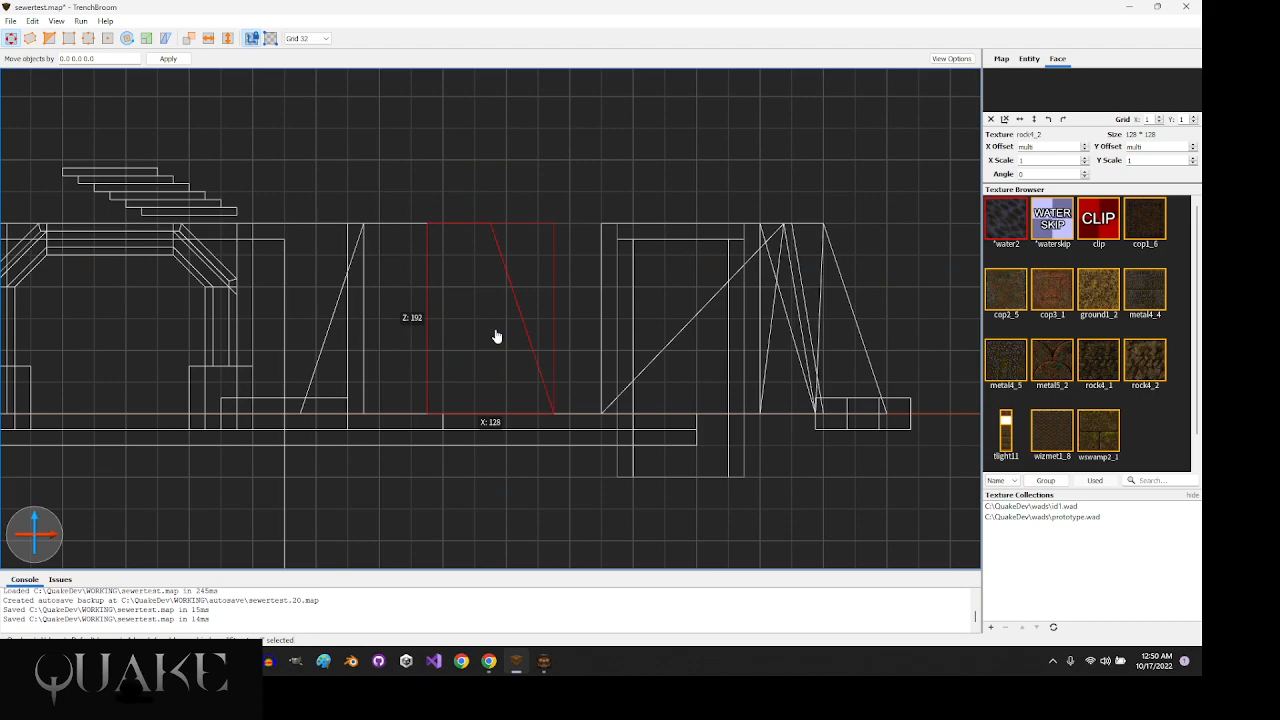 sewertest.map* - TrenchBroom
File Edit View Run Help
Grid 32
Move objects by 0.0 0.0 0.0 Apply View Options
Map Entity Face
Grid X: 1 Y: 1
Texture rock4_2 Size 128 * 128
X Offset multi Y Offset multi
X Scale 1 Y Scale 1
Angle 0
Texture Browser
WATER SKIP CLIP
*water2 *waterskip clip cop1_6
cop2_5 cop3_1 ground1_2 metal4_4
metal4_5 metal5_2 rock4_1 rock4_2
tlight11 wizmet1_8 wswamp2_1
Name Group Used Search...
Texture Collections hide
C:\QuakeDev\wads\id1.wad
C:\QuakeDev\wads\prototype.wad
Z: 192
X: 128
Console Issues
Loaded C:\QuakeDev\WORKING\sewertest.map in 245ms
Created autosave backup at C:\QuakeDev\WORKING\autosave\sewertest.20.map
Saved C:\QuakeDev\WORKING\sewertest.map in 15ms
Saved C:\QuakeDev\WORKING\sewertest.map in 14ms
selected
QUAKE
12:50 AM
10/17/2022
1